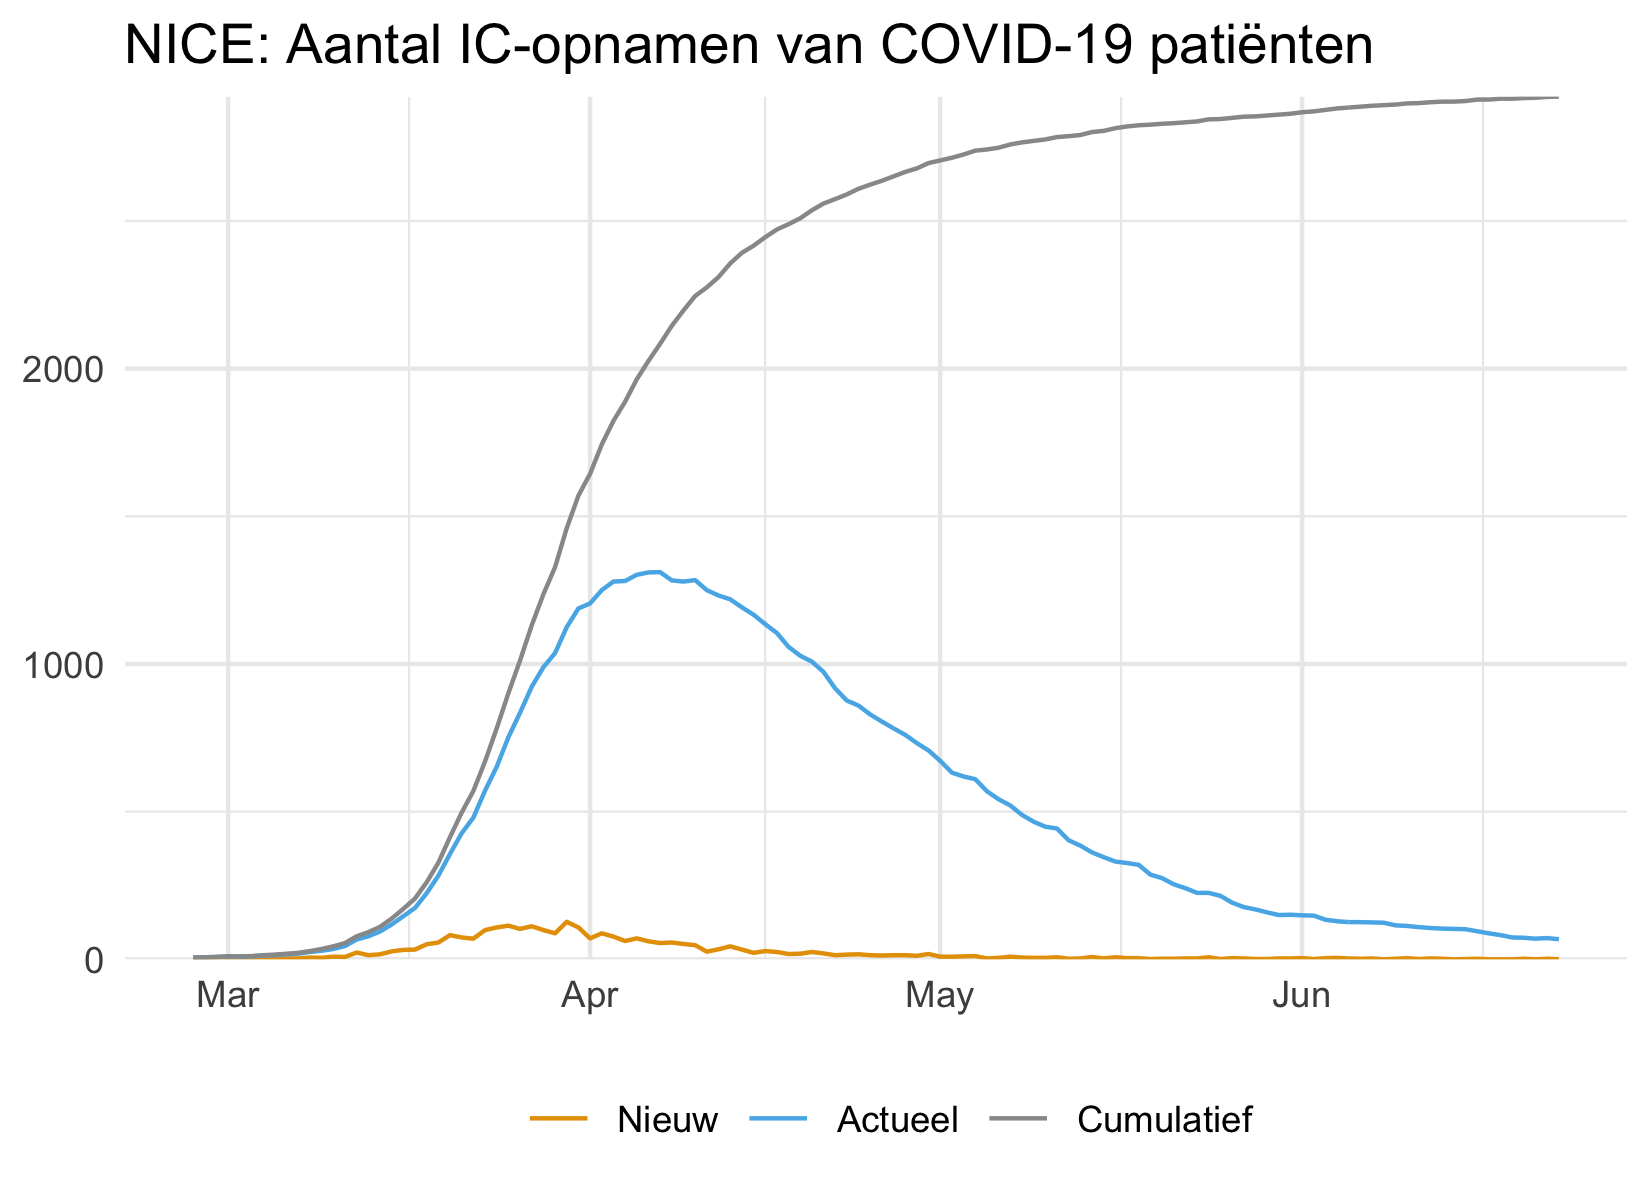 NICE: Aantal IC-opnamen van COVID-19 patiënten
2000
1000
0
Mar Apr May Jun
Nieuw Actueel Cumulatief